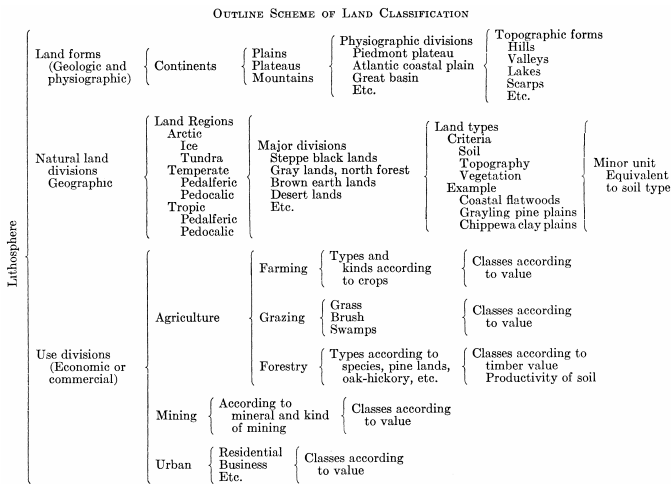 OUTLINE SCHEME OF LAND CLASSIFICATION
Lithosphere
Land forms
(Geologic and
physiographic)
Continents
Plains
Plateaus
Mountains
Physiographic divisions
Piedmont plateau
Atlantic coastal plain
Great basin
Etc.
Topographic forms
Hills
Valleys
Lakes
Scarps
Etc.
Natural land
divisions
Geographic
Land Regions
Arctic
Ice
Tundra
Temperate
Pedalferic
Pedocalic
Tropic
Pedalferic
Pedocalic
Major divisions
Steppe black lands
Gray lands, north forest
Brown earth lands
Desert lands
Etc.
Land types
Criteria
Soil
Topography
Vegetation
Example
Coastal flatwoods
Grayling pine plains
Chippewa clay plains
Minor unit
Equivalent
to soil type
Use divisions
(Economic or
commercial)
Agriculture
Farming
Types and
kinds according
to crops
Classes according
to value
Grazing
Grass
Brush
Swamps
Classes according
to value
Forestry
Types according to
species, pine lands,
oak-hickory, etc.
Classes according to
timber value
Productivity of soil
Mining
According to
mineral and kind
of mining
Classes according
to value
Urban
Residential
Business
Etc.
Classes according
to value